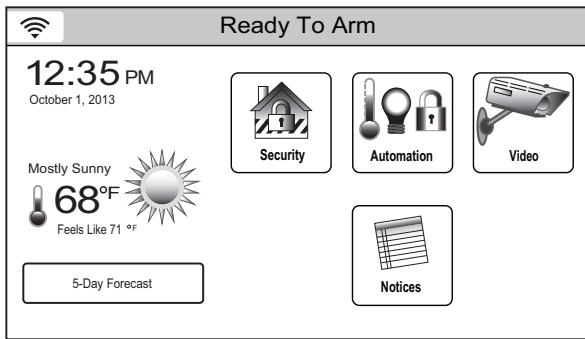 Ready To Arm
12:35 PM
October 1, 2013
Mostly Sunny
68°F
Feels Like 71 °F
5-Day Forecast
Security
Automation
Video
Notices